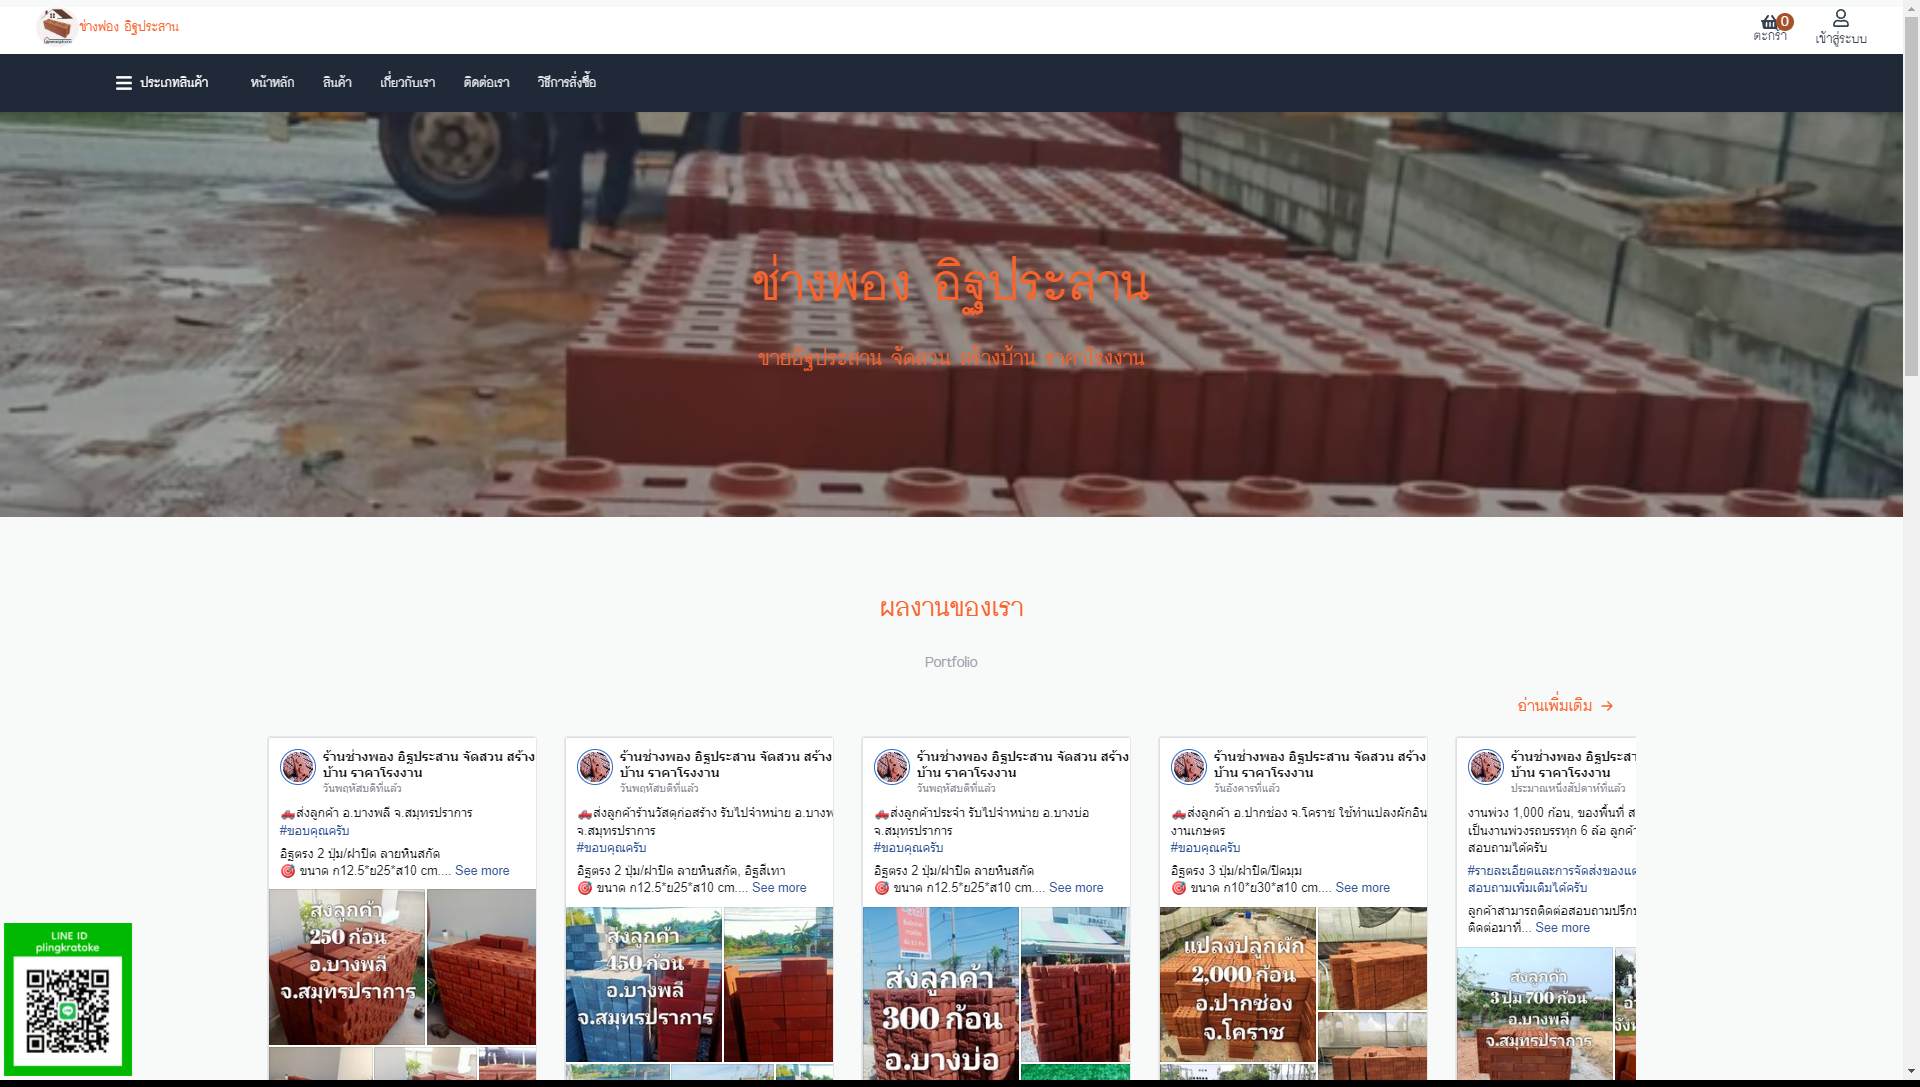 ช่างฟอง อิฐประสาน
0
ตะกร้า
เข้าสู่ระบบ
ประเภทสินค้า
หน้าหลัก
สินค้า
เกี่ยวกับเรา
ติดต่อเรา
วิธีการสั่งซื้อ
ช่างพอง อิฐประสาน
ขายอิฐประสาน จัดสวน สร้างบ้าน ราคาโรงงาน
ผลงานของเรา
Portfolio
อ่านเพิ่มเติม →
ร้านช่างพอง อิฐประสาน จัดสวน สร้าง
บ้าน ราคาโรงงาน
วันพฤหัสบดีที่แล้ว
🛻ส่งลูกค้า อ.บางพลี จ.สมุทรปราการ
#ขอบคุณครับ
อิฐตรง 2 ปุ่ม/ฝาปิด ลายหินสกัด
🎯 ขนาด ก12.5*ย25*ส10 cm.... See more
ส่งลูกค้า
250 ก้อน
อ.บางพลี
จ.สมุทรปราการ
ร้านช่างพอง อิฐประสาน จัดสวน สร้าง
บ้าน ราคาโรงงาน
วันพฤหัสบดีที่แล้ว
🛻ส่งลูกค้าร้านวัสดุก่อสร้าง รับไปจำหน่าย อ.บางพ
จ.สมุทรปราการ
#ขอบคุณครับ
อิฐตรง 2 ปุ่ม/ฝาปิด ลายหินสกัด, อิฐสีเทา
🎯 ขนาด ก12.5*ย25*ส10 cm.... See more
ส่งลูกค้า
450 ก้อน
อ.บางพลี
จ.สมุทรปราการ
ร้านช่างพอง อิฐประสาน จัดสวน สร้าง
บ้าน ราคาโรงงาน
วันพฤหัสบดีที่แล้ว
🛻ส่งลูกค้าประจำ รับไปจำหน่าย อ.บางบ่อ
จ.สมุทรปราการ
#ขอบคุณครับ
อิฐตรง 2 ปุ่ม/ฝาปิด ลายหินสกัด
🎯 ขนาด ก12.5*ย25*ส10 cm.... See more
ส่งลูกค้า
300 ก้อน
อ.บางบ่อ
ร้านช่างพอง อิฐประสาน จัดสวน สร้าง
บ้าน ราคาโรงงาน
วันอังคารที่แล้ว
🛻ส่งลูกค้า อ.ปากช่อง จ.โคราช ใช้ทำแปลงผักอิน
งานเกษตร
#ขอบคุณครับ
อิฐตรง 3 ปุ่ม/ฝาปิด/ปิดมุม
🎯 ขนาด ก10*ย30*ส10 cm.... See more
แปลงปลูกผัก
2,000 ก้อน
อ.ปากช่อง
จ.โคราช
ร้านช่างพอง อิฐประสา
บ้าน ราคาโรงงาน
ประมาณหนึ่งสัปดาห์ที่แล้ว
งานพ่วง 1,000 ก้อน, ของพื้นที่ ส
เป็นงานพ่วงรถบรรทุก 6 ล้อ ลูกค้า
สอบถามได้ครับ
#รายละเอียดและการจัดส่งของแต่
สอบถามเพิ่มเติมได้ครับ
ลูกค้าสามารถติดต่อสอบถามปรึก
ติดต่อมาที่... See more
ส่งลูกค้า
3 ปุ่ม 700 ก้อน
อ.บางพลี
จ.สมุทรปราการ
LINE ID
plingkratoke